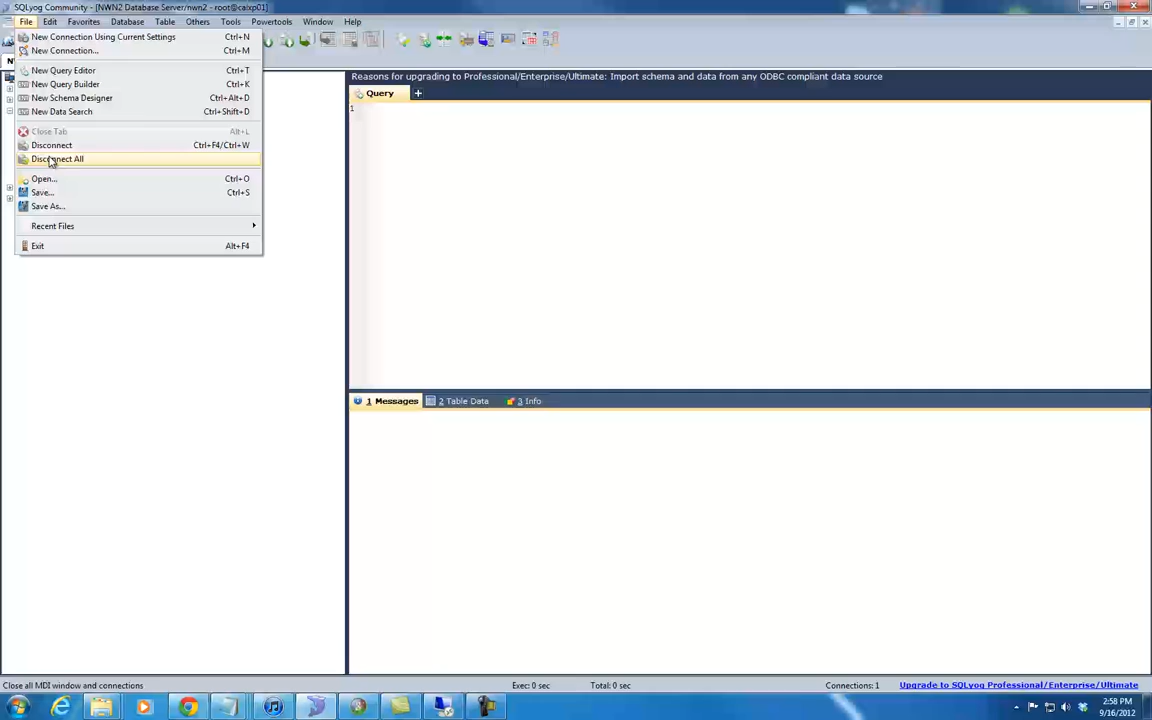 SQLyog Community - [NWN2 Database Server/nwn2 - root@caixp01]
File Edit Favorites Database Table Others Tools Powertools Window Help
New Connection Using Current Settings Ctrl+N
New Connection... Ctrl+M
New Query Editor Ctrl+T
New Query Builder Ctrl+K
New Schema Designer Ctrl+Alt+D
New Data Search Ctrl+Shift+D
Close Tab Alt+L
Disconnect Ctrl+F4/Ctrl+W
Disconnect All
Open... Ctrl+O
Save... Ctrl+S
Save As...
Recent Files
Exit Alt+F4
Reasons for upgrading to Professional/Enterprise/Ultimate: Import schema and data from any ODBC compliant data source
Query
1
1 Messages 2 Table Data 3 Info
Close all MDI window and connections Exec: 0 sec Total: 0 sec Connections: 1 Upgrade to SQLyog Professional/Enterprise/Ultimate
2:58 PM
9/16/2012